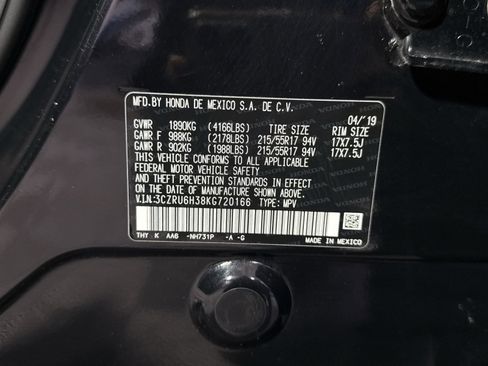 MFD.BY HONDA DE MEXICO S.A. DE C.V.
04/'19
GVWR 1890KG (4166LBS) TIRE SIZE RIM SIZE
GAWR F 988KG (2178LBS) 215/55R17 94V 17X7.5J
GAWR R 902KG (1988LBS) 215/55R17 94V 17X7.5J
THIS VEHICLE CONFORMS TO ALL APPLICABLE
FEDERAL MOTOR VEHICLE SAFETY STANDARDS
IN EFFECT ON THE DATE OF
MANUFACTURE SHOWN ABOVE.
V.I.N:3CZRU6H38KG720166 TYPE: MPV
THY K AA6 -NH731P -A -G
MADE IN MEXICO